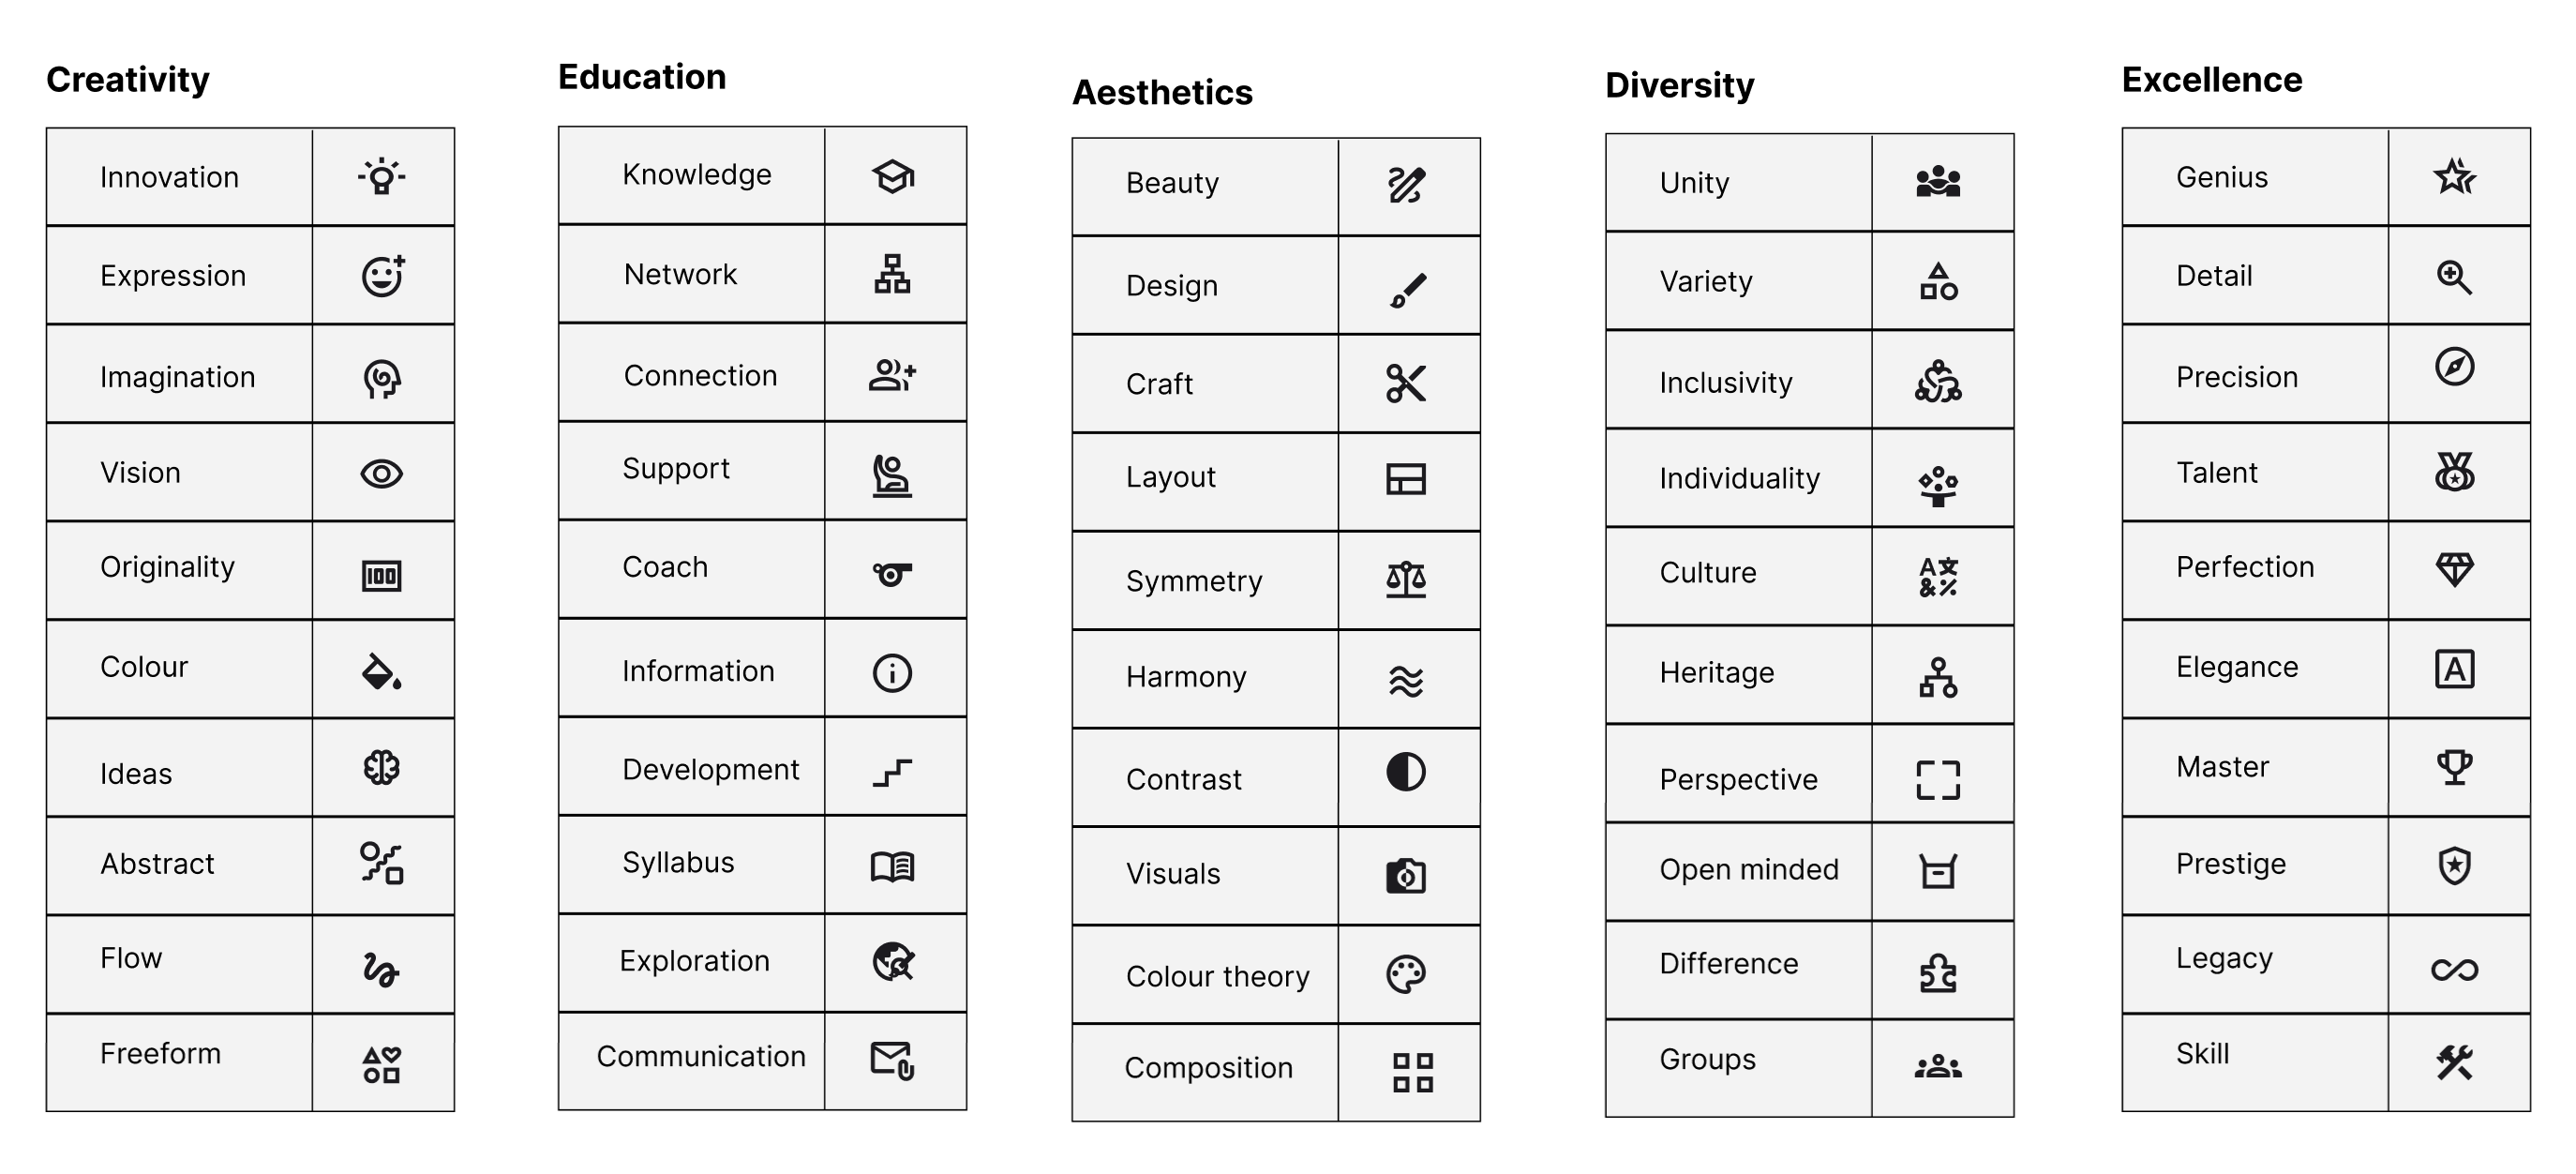 Creativity
Innovation
Expression
Imagination
Vision
Originality
100
Colour
Ideas
Abstract
Flow
Freeform
Education
Knowledge
Network
Connection
Support
Coach
Information
i
Development
Syllabus
Exploration
Communication
Aesthetics
Beauty
Design
Craft
Layout
Symmetry
Harmony
Contrast
Visuals
Colour theory
Composition
Diversity
Unity
Variety
Inclusivity
Individuality
Culture
A文
&%
Heritage
Perspective
Open minded
Difference
Groups
Excellence
Genius
Detail
Precision
Talent
Perfection
Elegance
A
Master
Prestige
Legacy
Skill